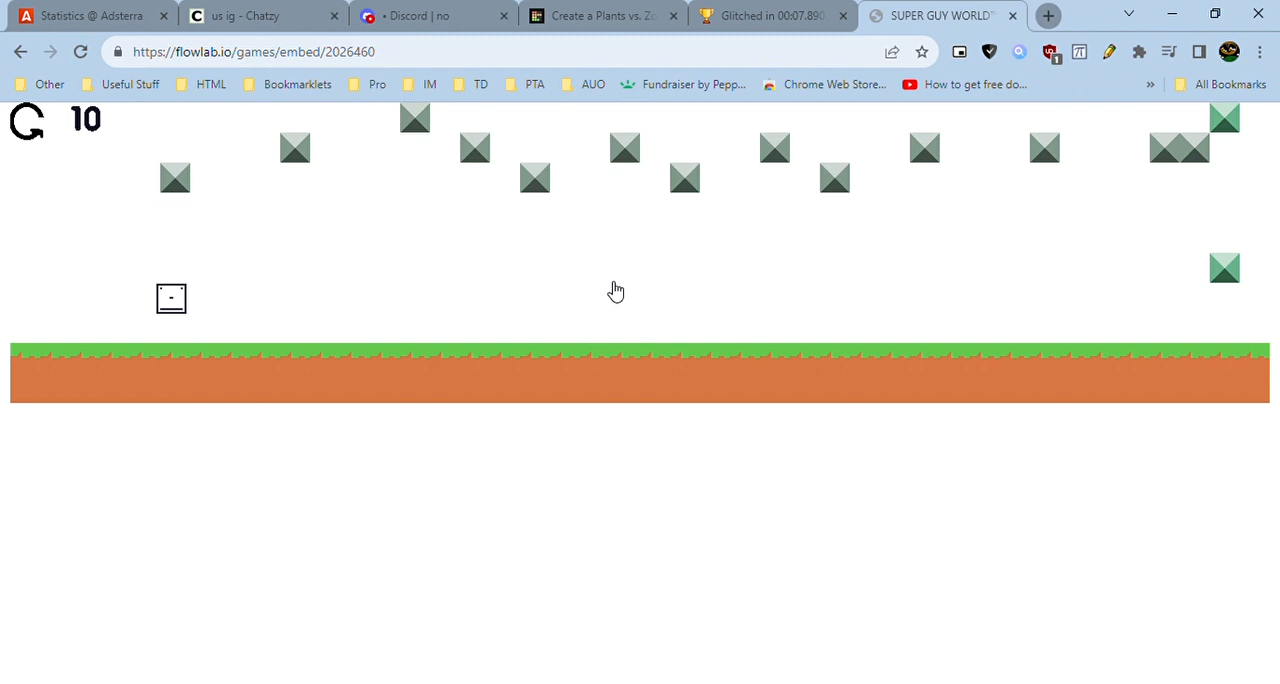 Statistics @ Adsterra
us ig - Chatzy
• Discord | no
Create a Plants vs. Zo
Glitched in 00:07.890
SUPER GUY WORLD™
https://flowlab.io/games/embed/2026460
1
Other
Useful Stuff
HTML
Bookmarklets
Pro
IM
TD
PTA
AUO
Fundraiser by Pepp...
Chrome Web Store...
How to get free do...
»
All Bookmarks
10